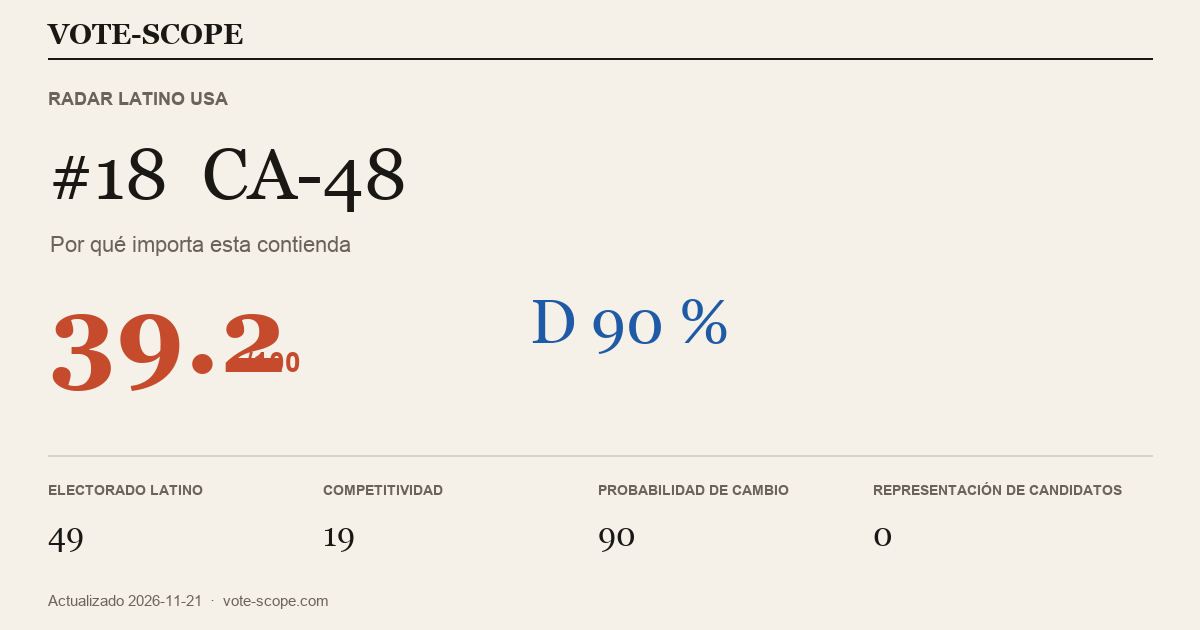 VOTE-SCOPE
RADAR LATINO USA
#18 CA-48
Por qué importa esta contienda
39.2/100
D 90 %
ELECTORADO LATINO
COMPETITIVIDAD
PROBABILIDAD DE CAMBIO
REPRESENTACIÓN DE CANDIDATOS
49
19
90
0
Actualizado 2026-11-21 · vote-scope.com